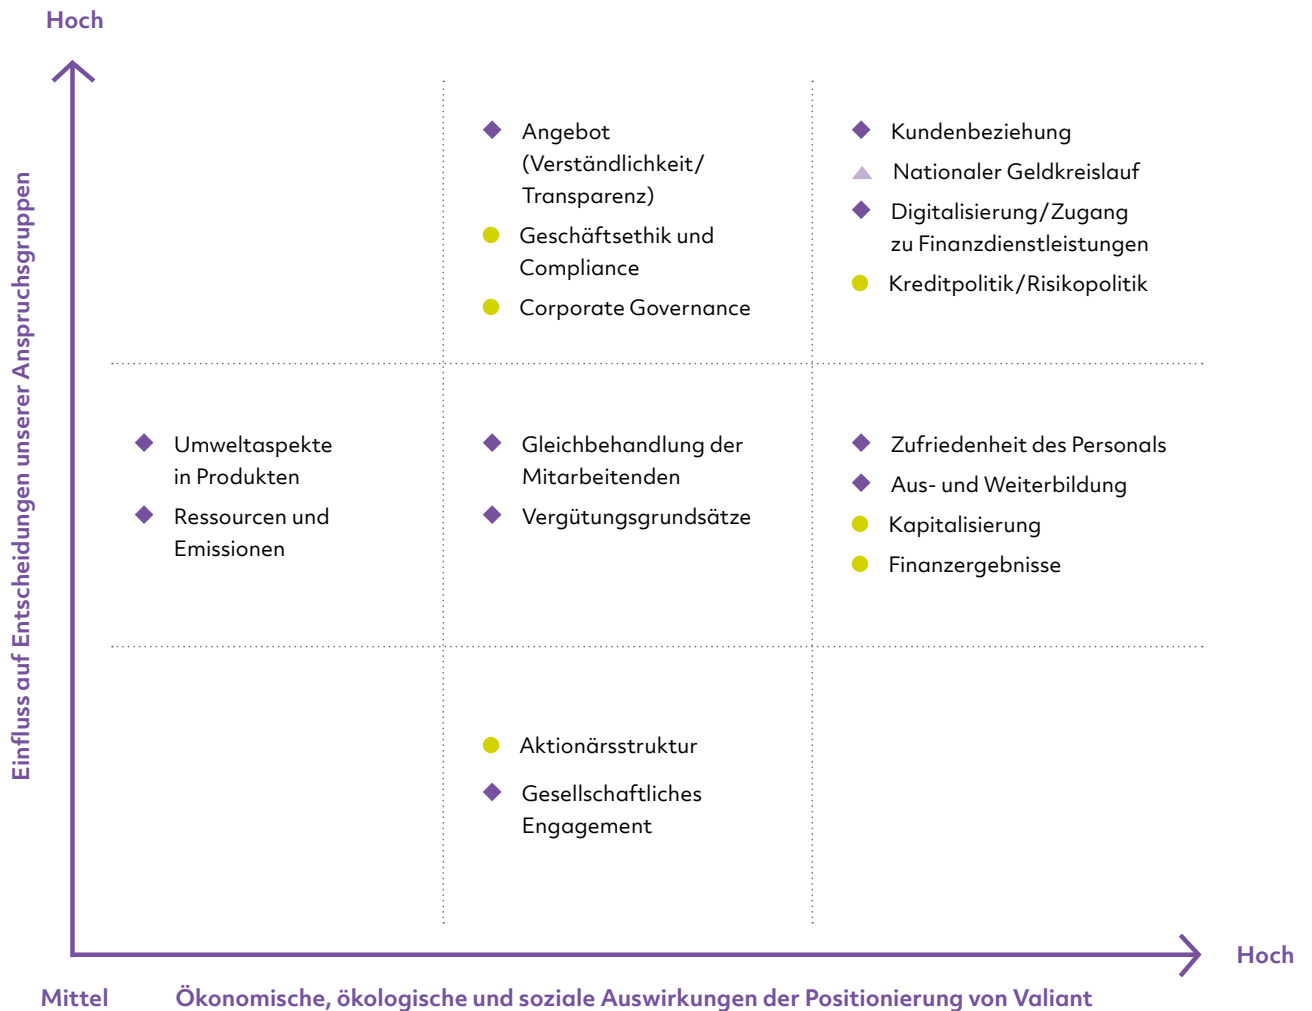 Hoch
Einfluss auf Entscheidungen unserer Anspruchsgruppen
Angebot
(Verständlichkeit/
Transparenz)
Geschäftsethik und
Compliance
Corporate Governance
Kundenbeziehung
Nationaler Geldkreislauf
Digitalisierung/Zugang
zu Finanzdienstleistungen
Kreditpolitik/Risikopolitik
Umweltaspekte
in Produkten
Ressourcen und
Emissionen
Gleichbehandlung der
Mitarbeitenden
Vergütungsgrundsätze
Zufriedenheit des Personals
Aus- und Weiterbildung
Kapitalisierung
Finanzergebnisse
Aktionärsstruktur
Gesellschaftliches
Engagement
Hoch
Mittel
Ökonomische, ökologische und soziale Auswirkungen der Positionierung von Valiant